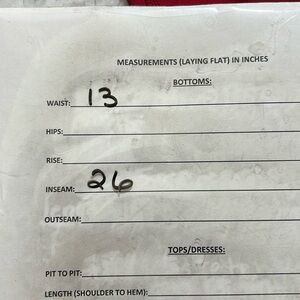 MEASUREMENTS (LAYING FLAT) IN INCHES
BOTTOMS:
WAIST: 13
HIPS:
RISE:
INSEAM: 26
OUTSEAM:
TOPS/DRESSES:
PIT TO PIT:
LENGTH (SHOULDER TO HEM):